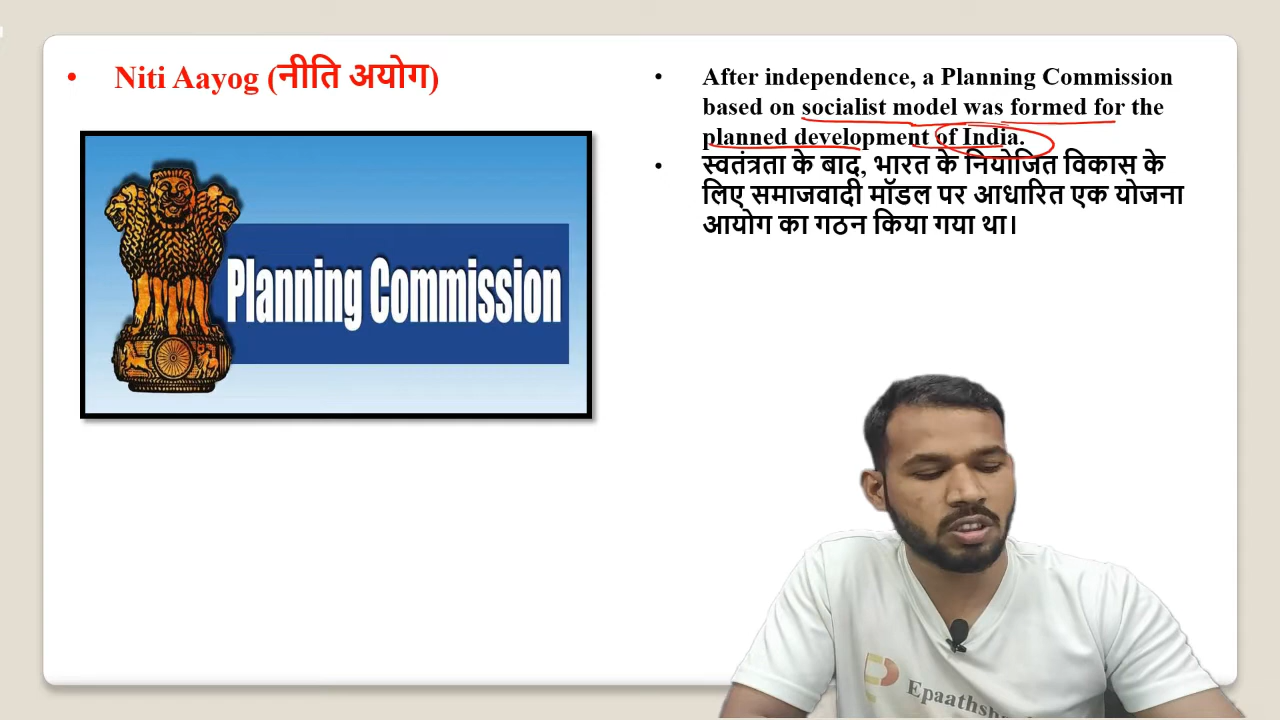 Niti Aayog (नीति अयोग)
Planning Commission
After independence, a Planning Commission
based on socialist model was formed for the
planned development of India.
स्वतंत्रता के बाद, भारत के नियोजित विकास के
लिए समाजवादी मॉडल पर आधारित एक योजना
आयोग का गठन किया गया था।